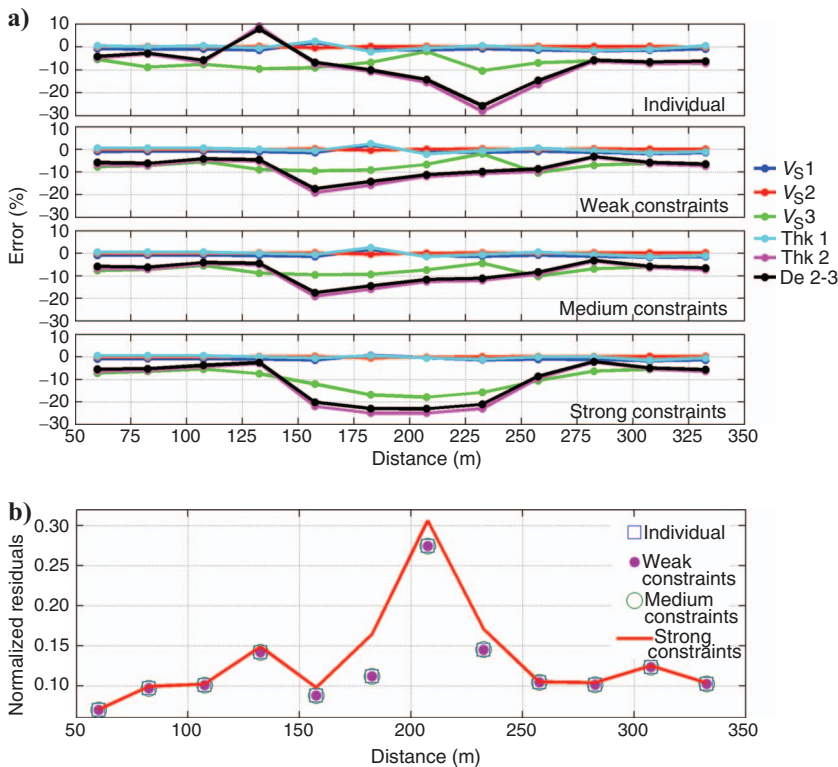 a)
10
0
−10
−20
−30
Individual
10
0
−10
−20
−30
Weak constraints
10
0
−10
−20
−30
Medium constraints
10
0
−10
−20
−30
Strong constraints
Error (%)
50 75 100 125 150 175 200 225 250 275 300 325 350
Distance (m)
VS1
VS2
VS3
Thk 1
Thk 2
De 2-3
b)
0.30
0.25
0.20
0.15
0.10
Normalized residuals
Individual
Weak
constraints
Medium
constraints
Strong
constraints
50 100 150 200 250 300 350
Distance (m)